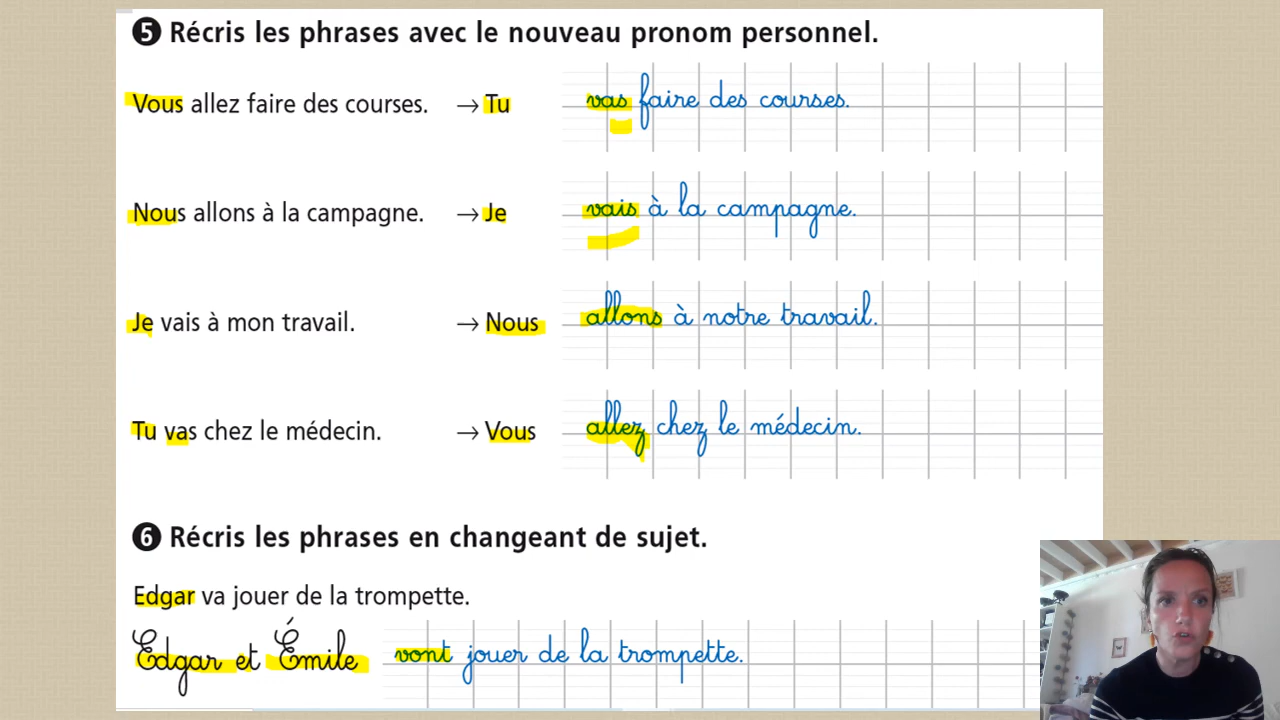 5 Récris les phrases avec le nouveau pronom personnel.
Vous allez faire des courses. → Tu vas faire des courses.
Nous allons à la campagne. → Je vais à la campagne.
Je vais à mon travail. → Nous allons à notre travail.
Tu vas chez le médecin. → Vous allez chez le médecin.
6 Récris les phrases en changeant de sujet.
Edgar va jouer de la trompette.
Edgar et Émile vont jouer de la trompette.